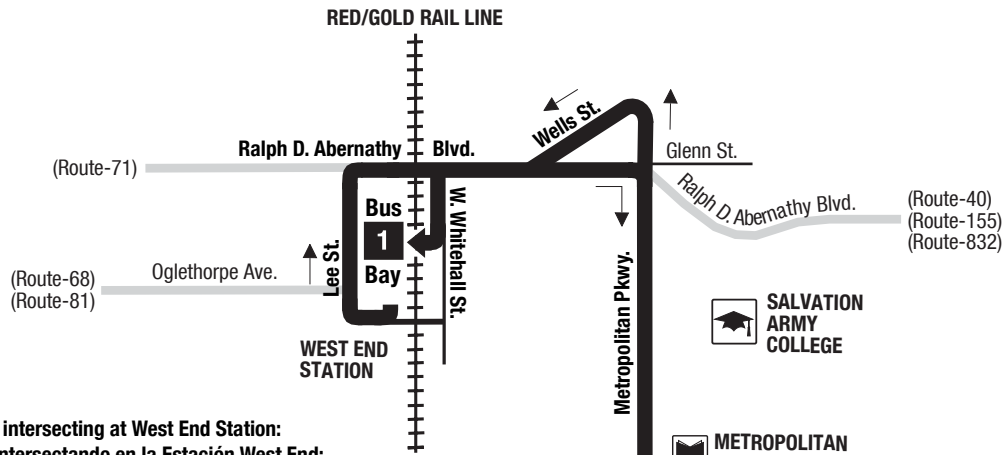 RED/GOLD RAIL LINE
Wells St.
Ralph D. Abernathy Blvd.
Glenn St.
(Route-71)
Ralph D. Abernathy Blvd.
(Route-40)
(Route-155)
(Route-832)
Bus
1
Bay
W. Whitehall St.
Lee St.
Oglethorpe Ave.
(Route-68)
(Route-81)
Metropolitan Pkwy.
SALVATION
ARMY
COLLEGE
WEST END
STATION
intersecting at West End Station:
intersectando en la Estación West End:
METROPOLITAN